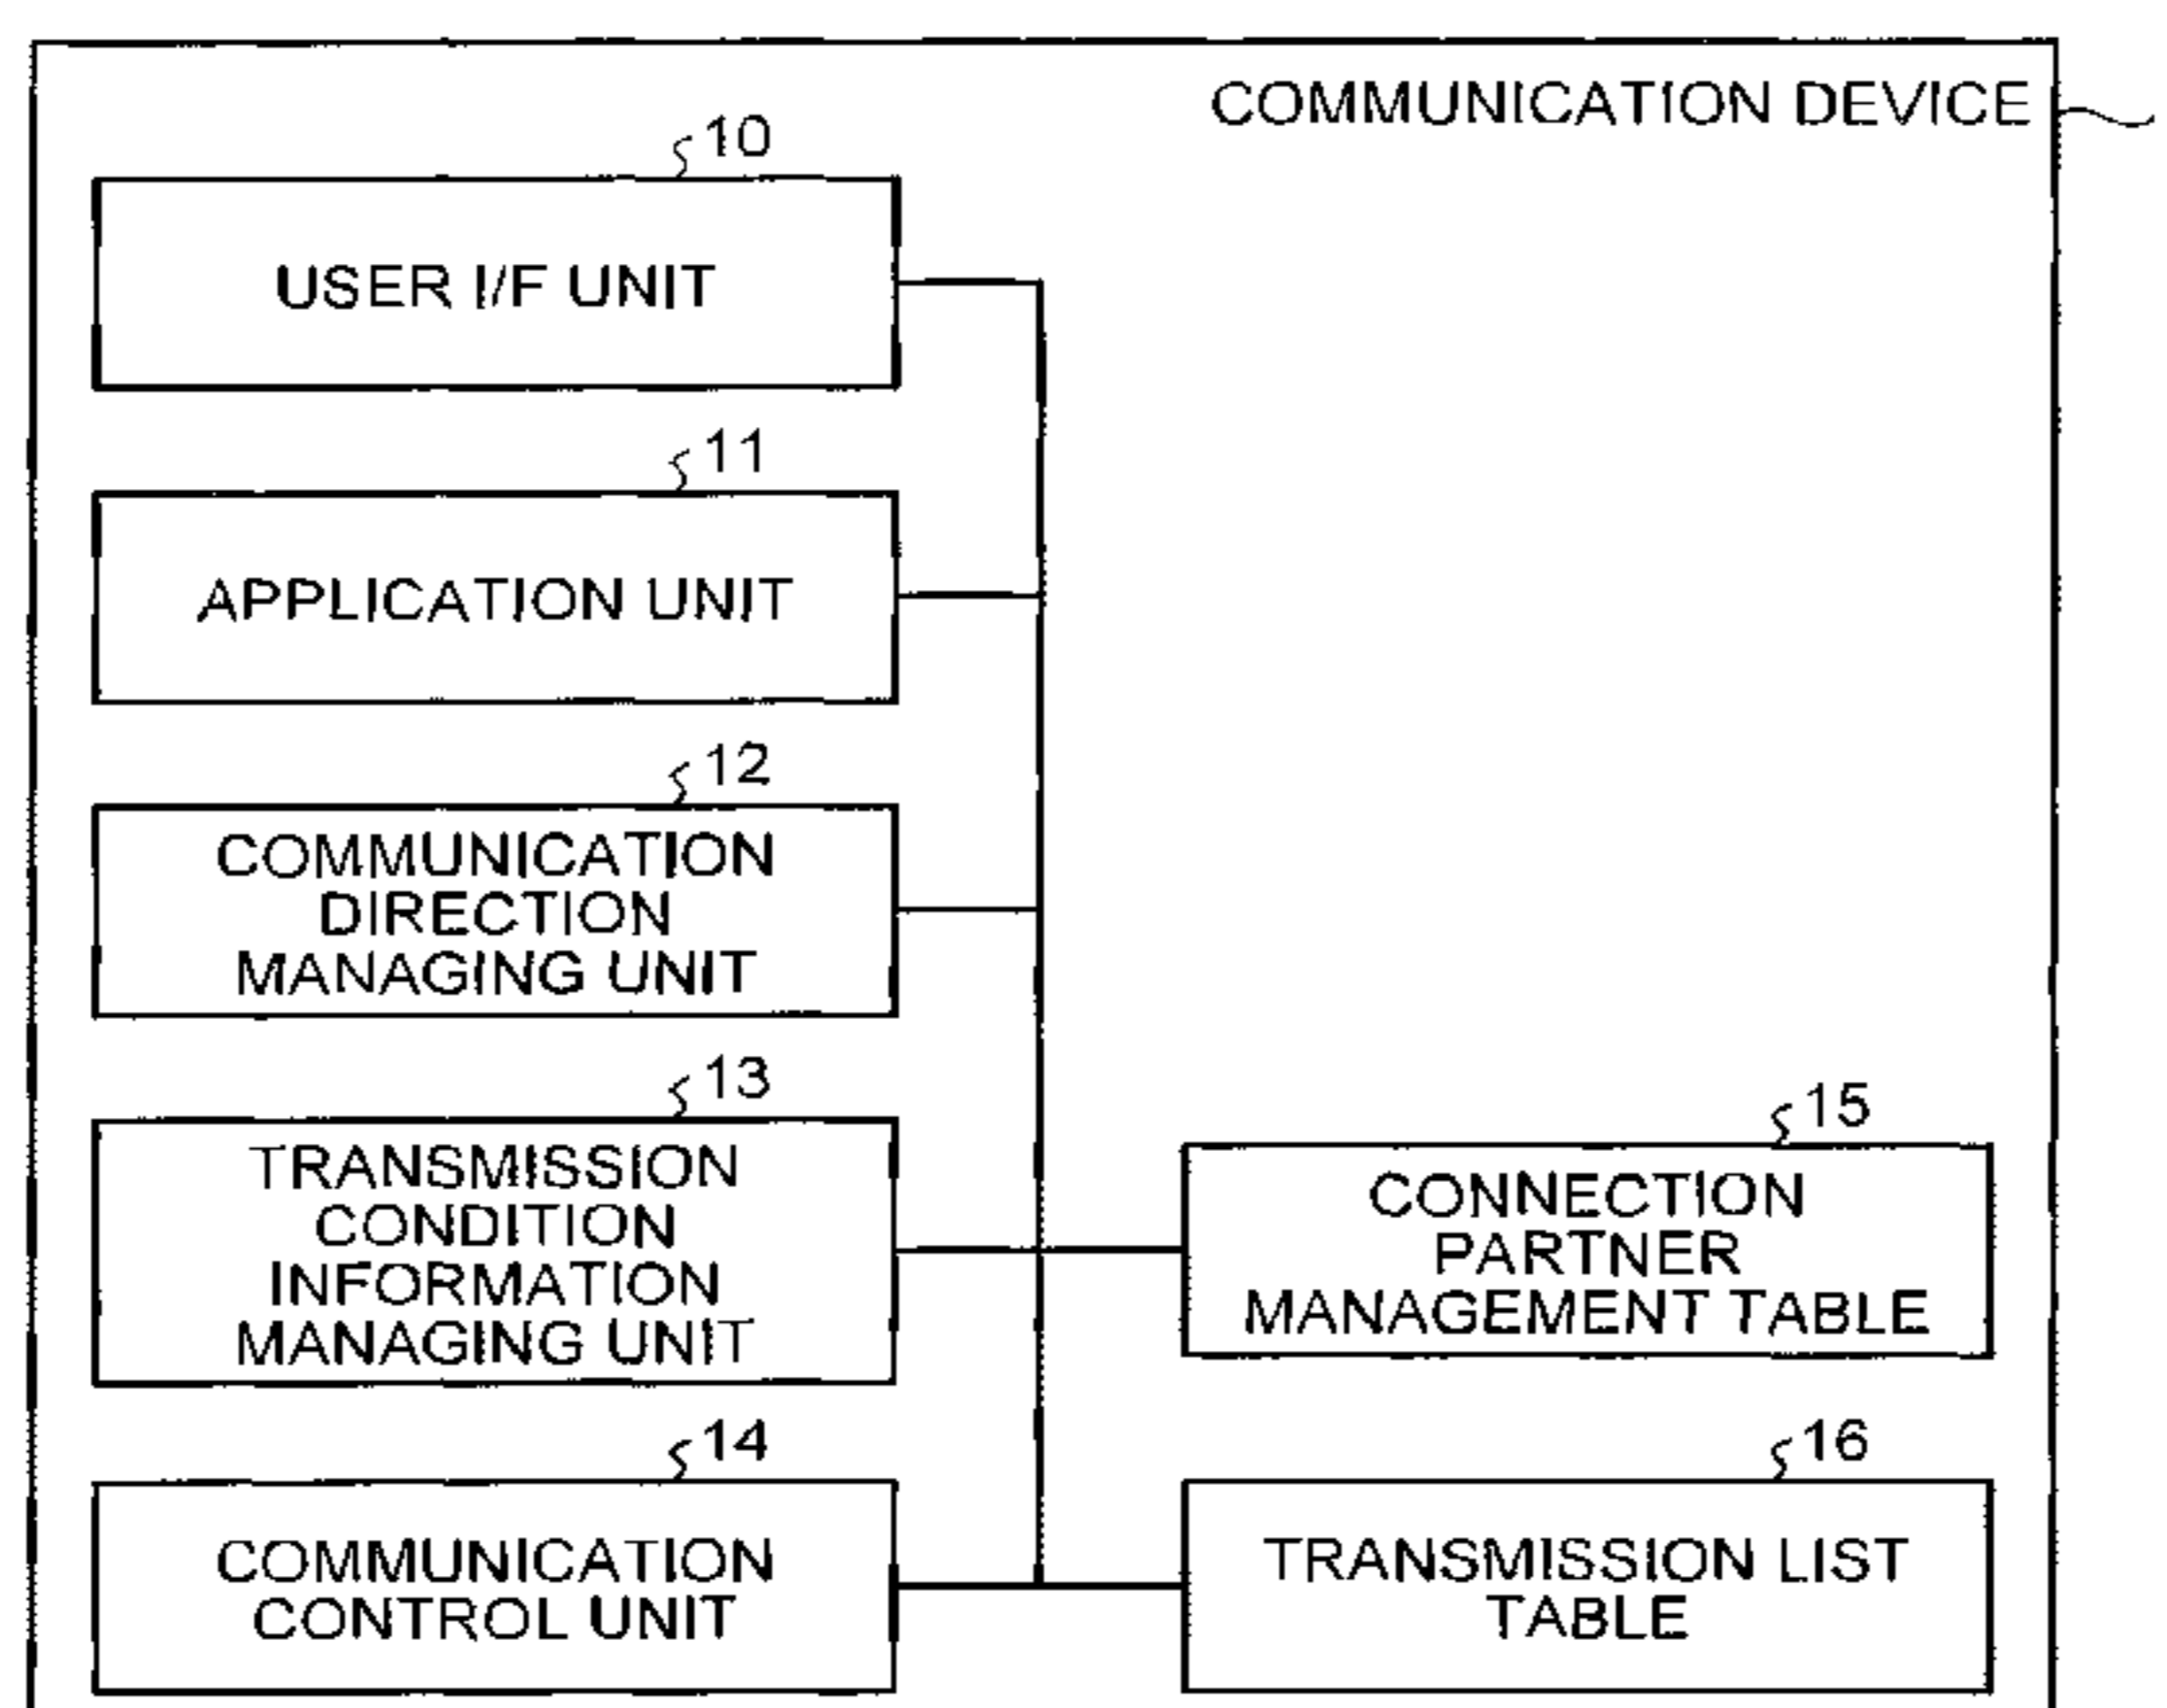 COMMUNICATION DEVICE
10
USER I/F UNIT
11
APPLICATION UNIT
12
COMMUNICATION
DIRECTION
MANAGING UNIT
13
TRANSMISSION
CONDITION
INFORMATION
MANAGING UNIT
15
CONNECTION
PARTNER
MANAGEMENT TABLE
14
COMMUNICATION
CONTROL UNIT
16
TRANSMISSION LIST
TABLE